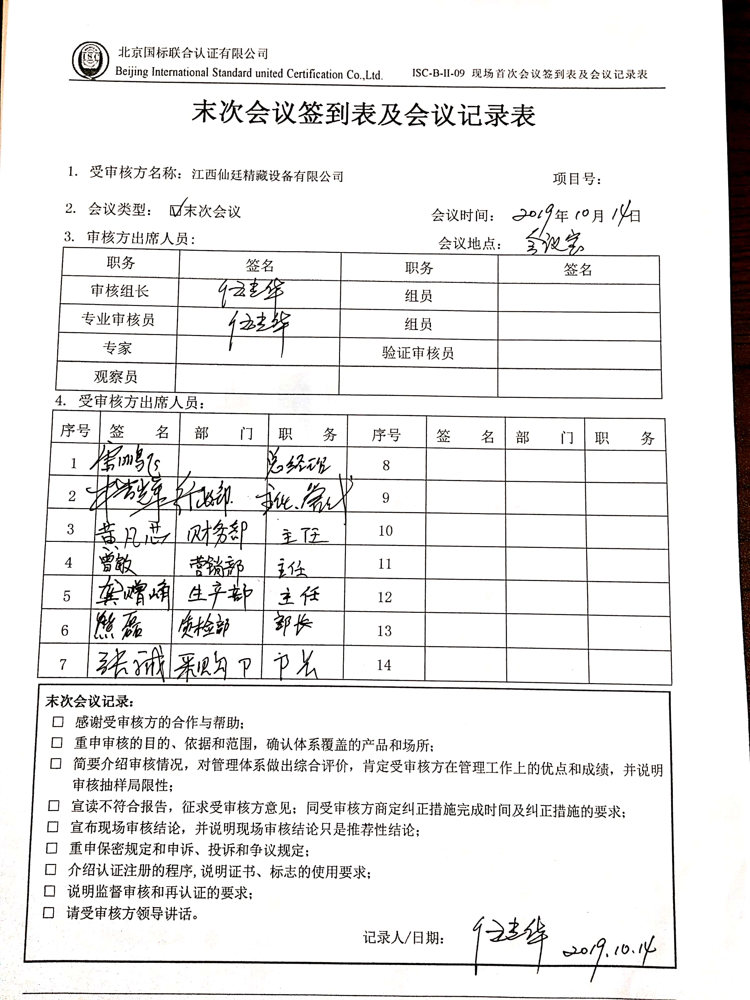 ISC
北京国标联合认证有限公司
Beijing International Standard united Certification Co.,Ltd. ISC-B-II-09 现场首次会议签到表及会议记录表
末次会议签到表及会议记录表
1. 受审核方名称：江西仙廷精藏设备有限公司 项目号：
2. 会议类型： ☑末次会议 会议时间： 2019年10月14日
3. 审核方出席人员： 会议地点： 会议室
职务 签名 职务 签名
审核组长 伍建华 组员
专业审核员 伍建华 组员
专家 验证审核员
观察员
4. 受审核方出席人员：
序号 签 名 部 门 职 务 序号 签 名 部 门 职 务
1 鹏飞 总经理 8
2 行政部 9
3 黄凡芯 财务部 主任 10
4 曾敏 营销部 主任 11
5 龚赠 生产部 主任 12
6 熊磊 质检部 部长 13
7 张诚 采购卩 卩长 14
末次会议记录：
□ 感谢受审核方的合作与帮助；
□ 重申审核的目的、依据和范围，确认体系覆盖的产品和场所；
□ 简要介绍审核情况，对管理体系做出综合评价，肯定受审核方在管理工作上的优点和成绩，并说明
审核抽样局限性；
□ 宣读不符合报告，征求受审核方意见；同受审核方商定纠正措施完成时间及纠正措施的要求；
□ 宣布现场审核结论，并说明现场审核结论只是推荐性结论；
□ 重申保密规定和申诉、投诉和争议规定；
□ 介绍认证注册的程序,说明证书、标志的使用要求；
□ 说明监督审核和再认证的要求；
□ 请受审核方领导讲话。
记录人/日期： 伍建华 2019.10.14